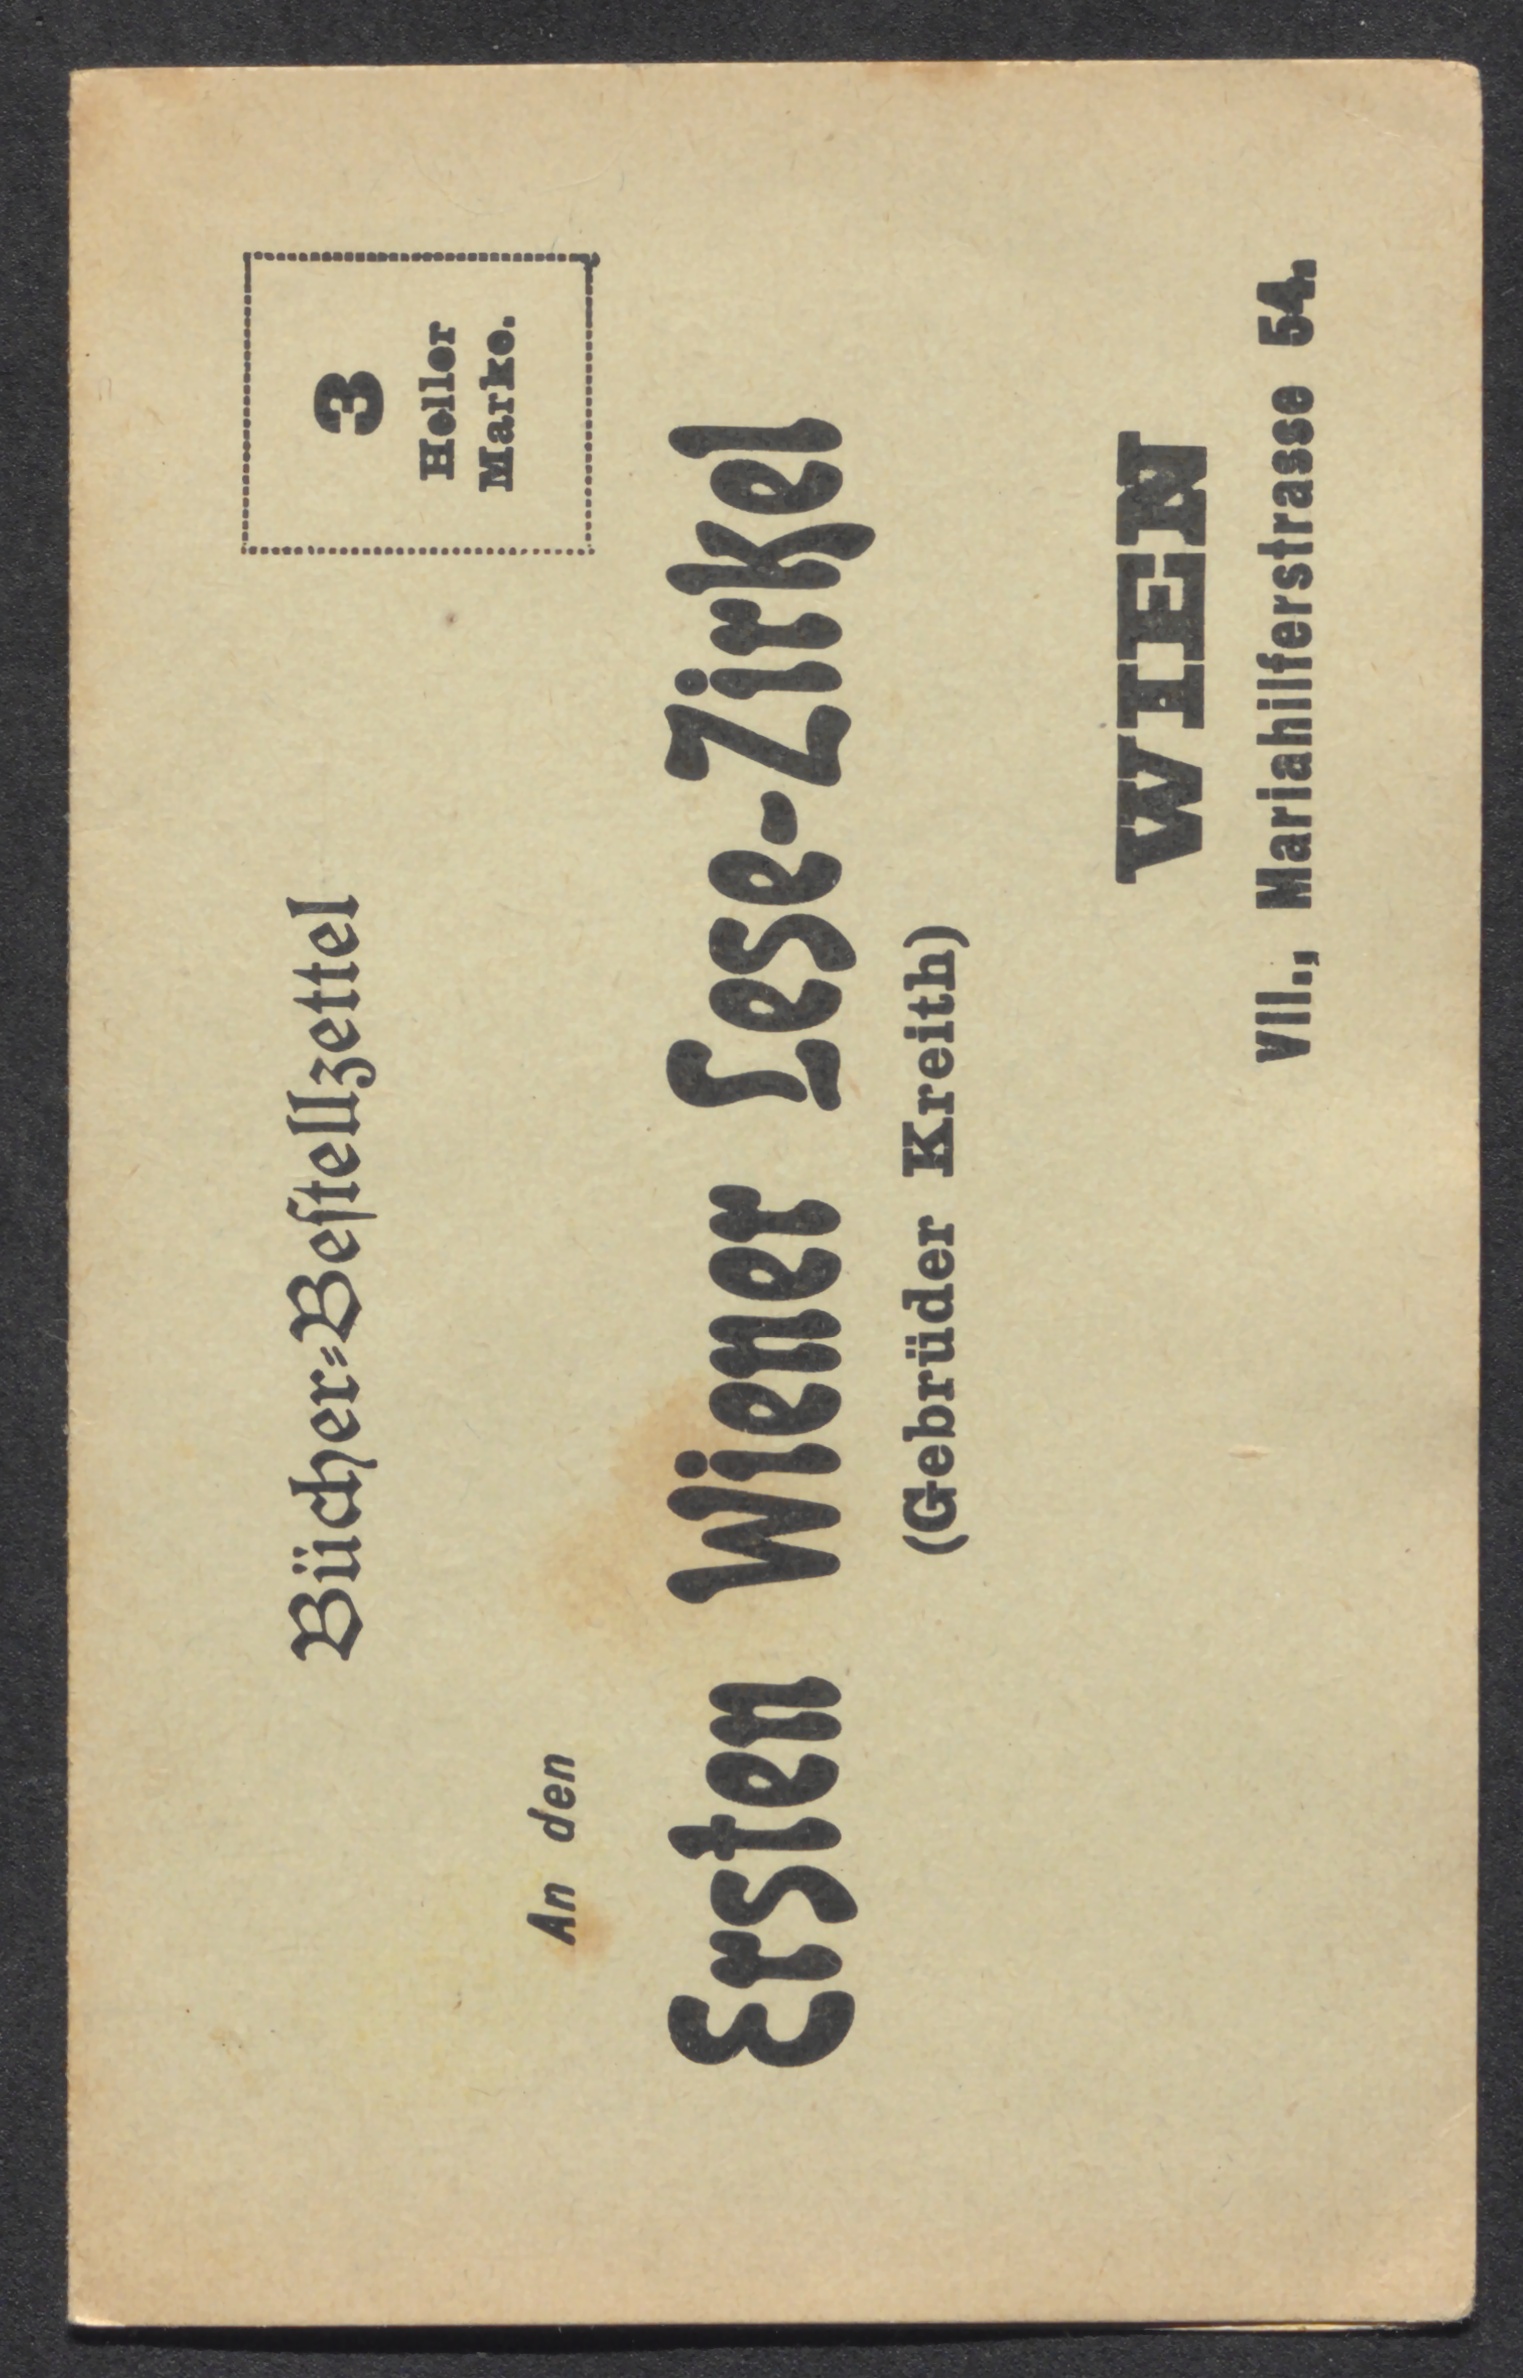 Bücher-Beſtellzettel
3
Heller
Marke.
An den
Ersten Wiener Lese-Zirkel
(Gebrüder Kreith)
WIEN
VII., Mariahilferstrasse 54.